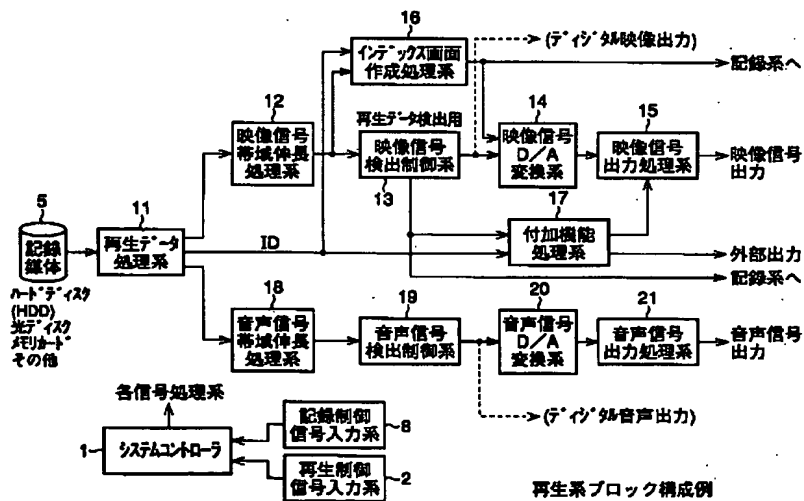 16
インデックス画面
作成処理系
(ディジタル映像出力)
記録系へ
12
映像信号
帯域伸長
処理系
再生データ検出用
映像信号
検出制御系
13
14
映像信号
D/A
変換系
15
映像信号
出力処理系
映像信号
出力
5
記録
媒体
ハードディスク
(HDD)
光ディスク
メモリカード
その他
11
再生データ
処理系
ID
17
付加機能
処理系
外部出力
記録系へ
18
音声信号
帯域伸長
処理系
19
音声信号
検出制御系
20
音声信号
D/A
変換系
21
音声信号
出力処理系
音声信号
出力
(ディジタル音声出力)
各信号処理系
1
システムコントローラ
記録制御
信号入力系
8
再生制御
信号入力系
2
再生系ブロック構成例